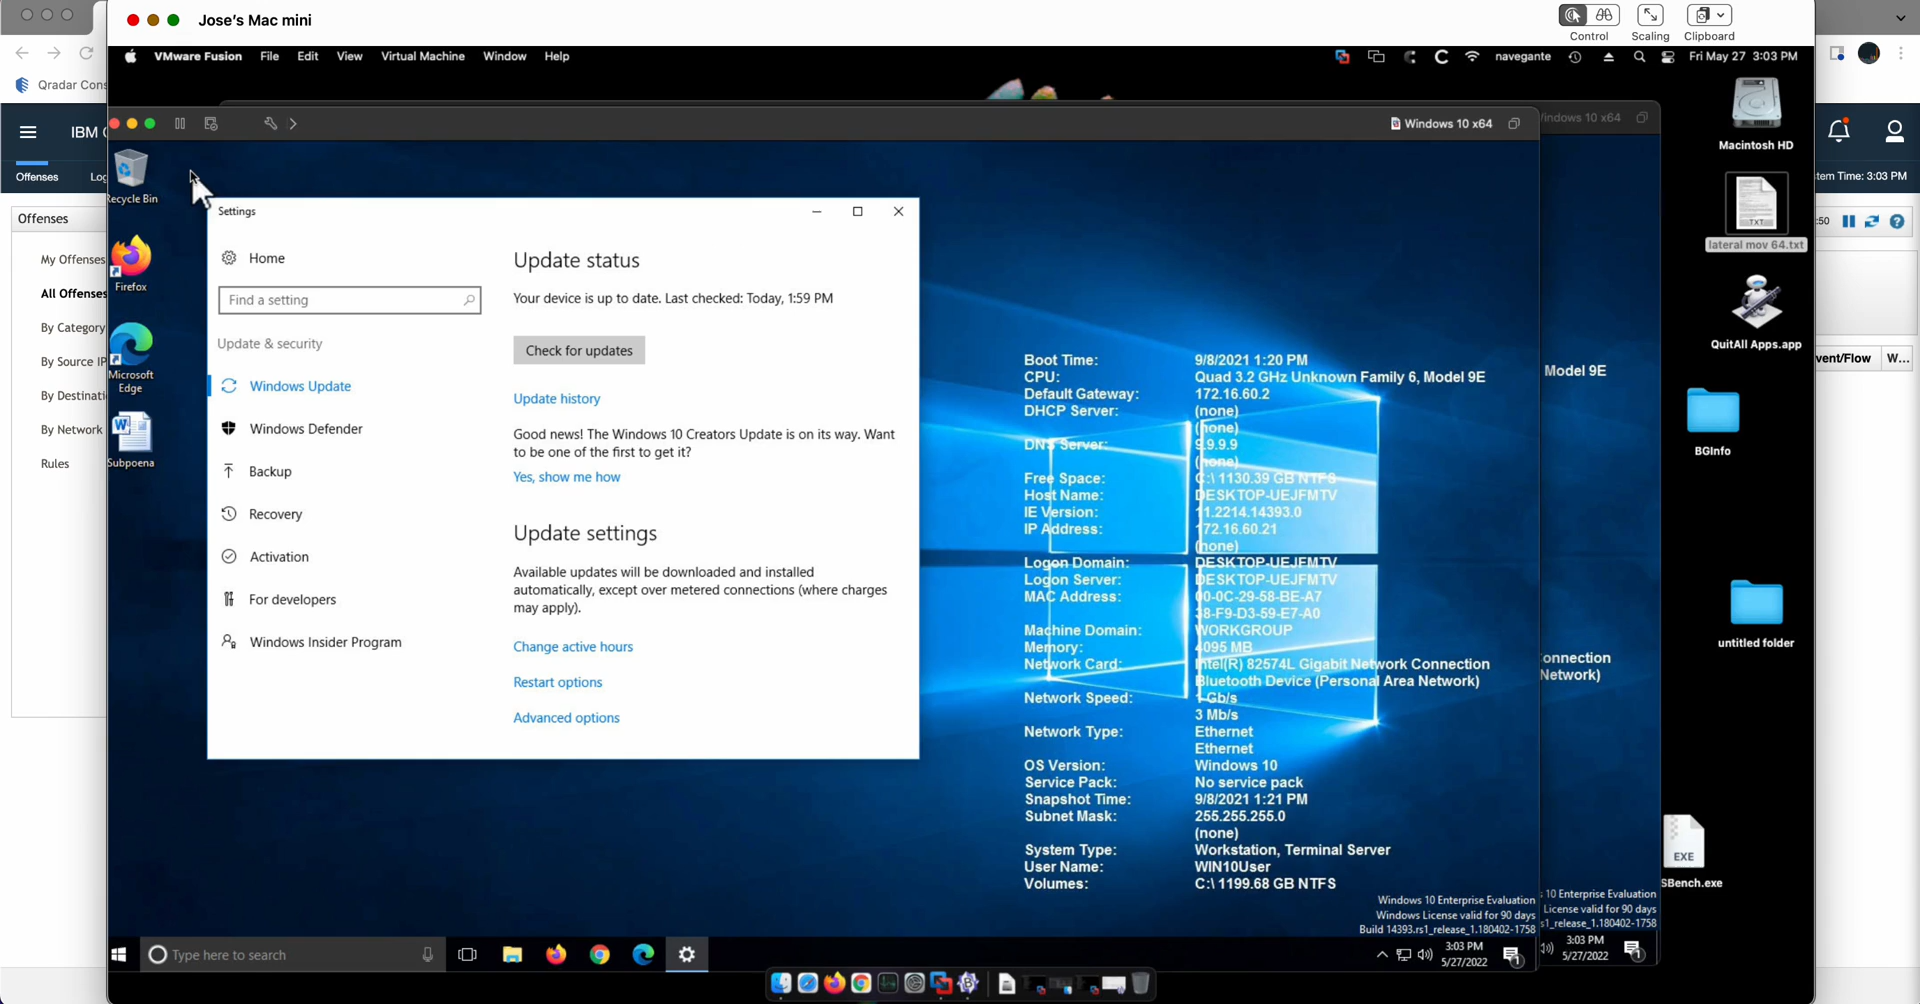 Jose's Mac mini
Control
Scaling
Clipboard
VMware Fusion File Edit View Virtual Machine Window Help
navegante Fri May 27 3:03 PM
Qradar Cons
IBM
Offenses
Log
tem Time: 3:03 PM
Offenses
My Offenses
All Offenses
By Category
By Source IP
By Destinati
By Network
Rules
:50
vent/Flow W...
Windows 10 x64
indows 10 x64
Recycle Bin
Firefox
Microsoft
Edge
Subpoena
Settings
Home
Find a setting
Update & security
Windows Update
Windows Defender
Backup
Recovery
Activation
For developers
Windows Insider Program
Update status
Your device is up to date. Last checked: Today, 1:59 PM
Check for updates
Update history
Good news! The Windows 10 Creators Update is on its way. Want
to be one of the first to get it?
Yes, show me how
Update settings
Available updates will be downloaded and installed
automatically, except over metered connections (where charges
may apply).
Change active hours
Restart options
Advanced options
Boot Time: 9/8/2021 1:20 PM
CPU: Quad 3.2 GHz Unknown Family 6, Model 9E
Default Gateway: 172.16.60.2
DHCP Server: (none)
(none)
DNS Server: 9.9.9.9
(none)
Free Space: C:\ 1130.39 GB NTFS
Host Name: DESKTOP-UEJFMTV
IE Version: 11.2214.14393.0
IP Address: 172.16.60.21
(none)
Logon Domain: DESKTOP-UEJFMTV
Logon Server: DESKTOP-UEJFMTV
MAC Address: 00-0C-29-58-BE-A7
38-F9-D3-59-E7-A0
Machine Domain: WORKGROUP
Memory: 4095 MB
Network Card: Intel(R) 82574L Gigabit Network Connection
Bluetooth Device (Personal Area Network)
Network Speed: 1 Gb/s
3 Mb/s
Network Type: Ethernet
Ethernet
OS Version: Windows 10
Service Pack: No service pack
Snapshot Time: 9/8/2021 1:21 PM
Subnet Mask: 255.255.255.0
(none)
System Type: Workstation, Terminal Server
User Name: WIN10User
Volumes: C:\ 1199.68 GB NTFS
Windows 10 Enterprise Evaluation
Windows License valid for 90 days
Build 14393.rs1_release_1.180402-1758
Model 9E
onnection
Network)
10 Enterprise Evaluation
License valid for 90 days
s1_release_1.180402-1758
Macintosh HD
TXT
lateral mov 64.txt
QuitAll Apps.app
BGInfo
untitled folder
EXE
SBench.exe
Type here to search
3:03 PM
5/27/2022
1
3:03 PM
5/27/2022
1